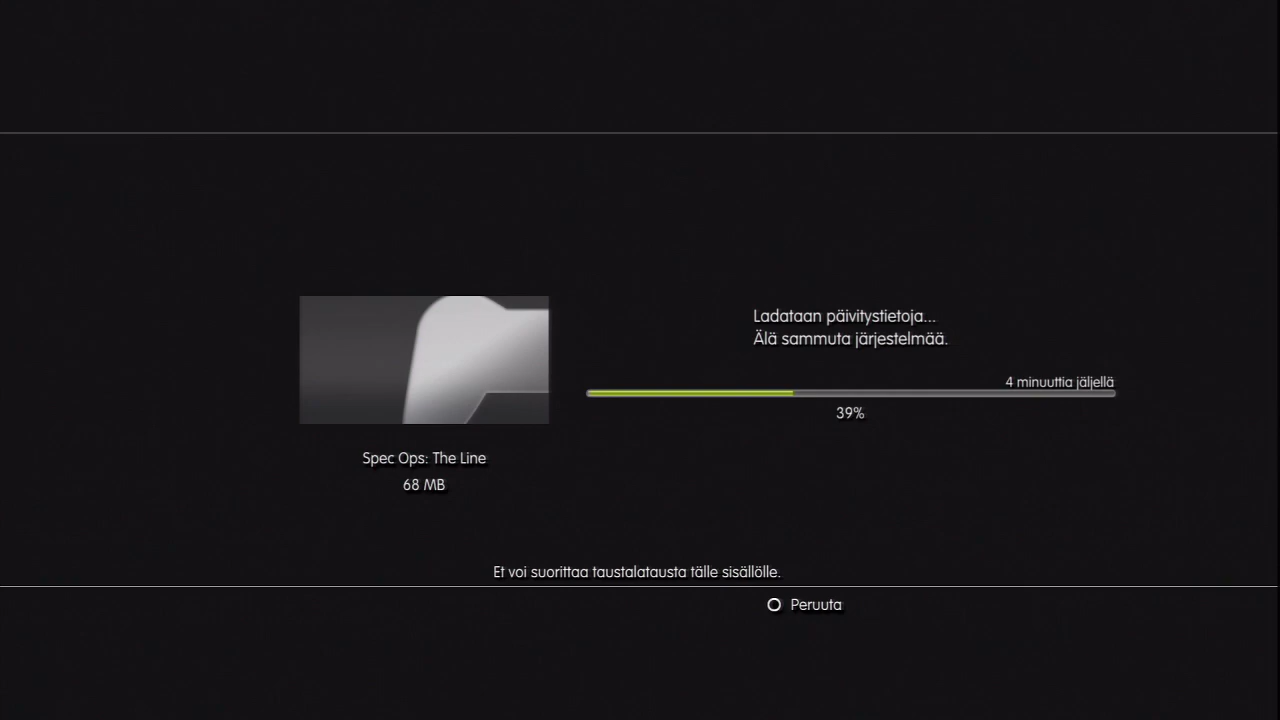 Ladataan päivitystietoja...
Älä sammuta järjestelmää.
4 minuuttia jäljellä
39%
Spec Ops: The Line
68 MB
Et voi suorittaa taustalatausta tälle sisällölle.
Peruuta